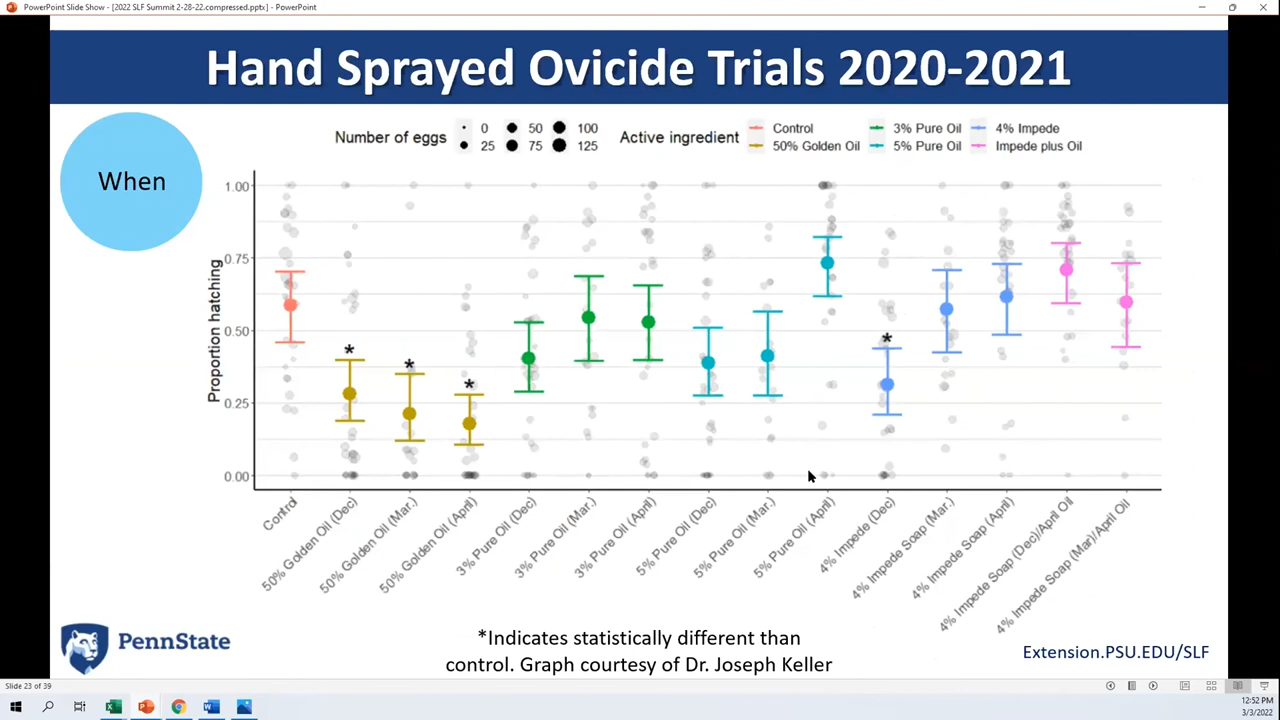 PowerPoint Slide Show - [2022 SLF Summit 2-28-22.compressed.pptx] - PowerPoint
Hand Sprayed Ovicide Trials 2020-2021
When
Number of eggs
0
50
100
25
75
125
Active ingredient
Control
3% Pure Oil
4% Impede
50% Golden Oil
5% Pure Oil
Impede plus Oil
Proportion hatching
1.00
0.75
0.50
0.25
0.00
*
*
*
*
Control
50% Golden Oil (Dec)
50% Golden Oil (Mar.)
50% Golden Oil (April)
3% Pure Oil (Dec)
3% Pure Oil (Mar.)
3% Pure Oil (April)
5% Pure Oil (Dec)
5% Pure Oil (Mar.)
5% Pure Oil (April)
4% Impede (Dec)
4% Impede Soap (Mar.)
4% Impede Soap (April)
4% Impede Soap (Dec)/April Oil
4% Impede Soap (Mar)/April Oil
PennState
*Indicates statistically different than
control. Graph courtesy of Dr. Joseph Keller
Extension.PSU.EDU/SLF
Slide 23 of 39
12:52 PM
3/3/2022